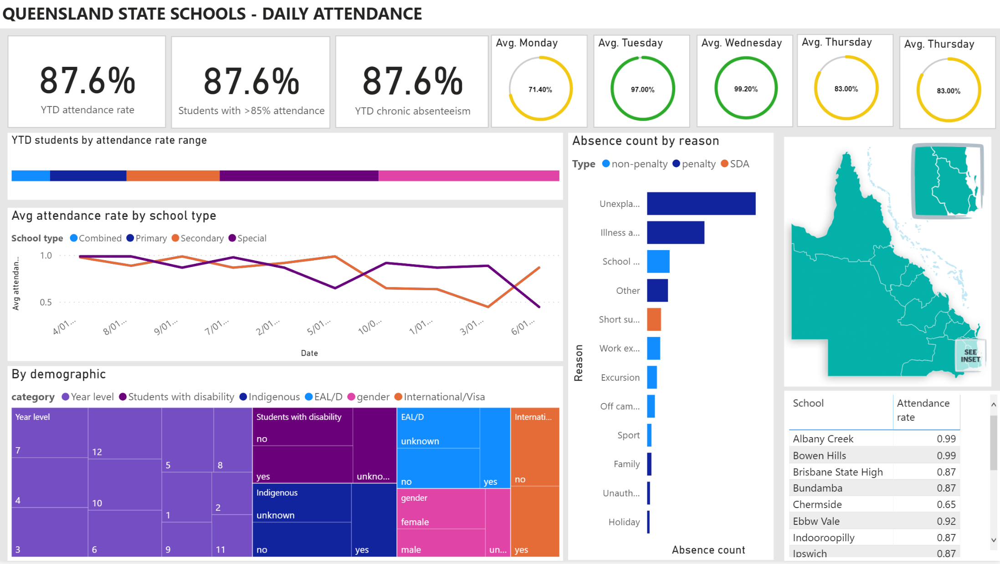 QUEENSLAND STATE SCHOOLS - DAILY ATTENDANCE
87.6%
YTD attendance rate
87.6%
Students with >85% attendance
87.6%
YTD chronic absenteeism
Avg. Monday
71.40%
Avg. Tuesday
97.00%
Avg. Wednesday
99.20%
Avg. Thursday
83.00%
Avg. Thursday
83.00%
YTD students by attendance rate range
Avg attendance rate by school type
School type Combined Primary Secondary Special
Avg attendan...
1.0
0.5
4/01... 8/01... 9/01... 7/01... 2/01... 5/01... 10/0... 1/01... 3/01... 6/01...
Date
By demographic
category Year level Students with disability Indigenous EAL/D gender International/Visa
Year level
7
4
3
12
10
6
5
8
1
2
9
11
Students with disability
no
yes
unkno...
Indigenous
unknown
no
yes
EAL/D
unknown
no
yes
gender
female
male
un...
Internati...
no
yes
Absence count by reason
Type non-penalty penalty SDA
Reason
Unexpla...
Illness a...
School ...
Other
Short su...
Work ex...
Excursion
Off cam...
Sport
Family
Unauth...
Holiday
Absence count
SEE
INSET
School Attendance
rate
Albany Creek 0.99
Bowen Hills 0.99
Brisbane State High 0.87
Bundamba 0.87
Chermside 0.65
Ebbw Vale 0.92
Indooroopilly 0.87
Ipswich 0.87